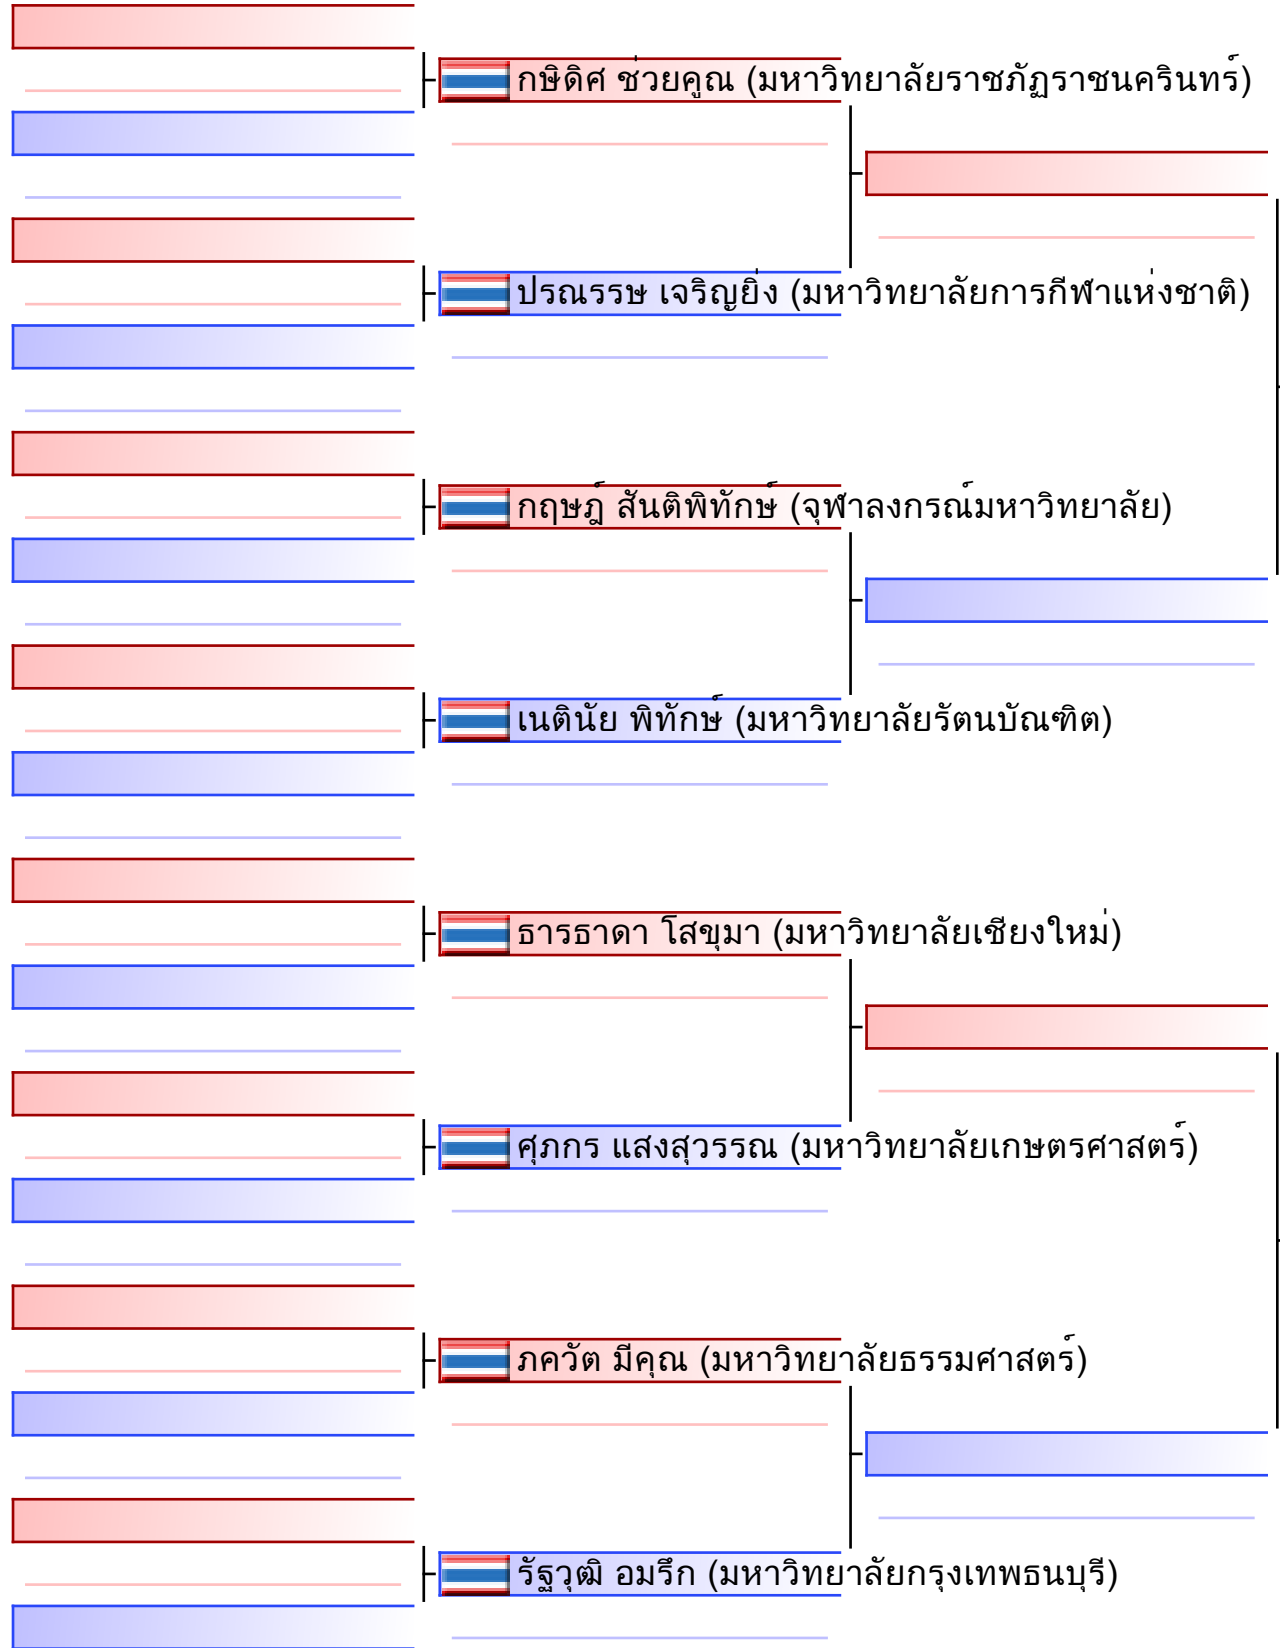 กษิดิศ ช่วยคูณ (มหาวิทยาลัยราชภัฏราชนครินทร์)
ปรณรรษ เจริญยิ่ง (มหาวิทยาลัยการกีฬาแห่งชาติ)
กฤษฎ์ สันติพิทักษ์ (จุฬาลงกรณ์มหาวิทยาลัย)
เนตินัย พิทักษ์ (มหาวิทยาลัยรัตนบัณฑิต)
ธารธาดา โสขุมา (มหาวิทยาลัยเชียงใหม่)
ศุภกร แสงสุวรรณ (มหาวิทยาลัยเกษตรศาสตร์)
ภควัต มีคุณ (มหาวิทยาลัยธรรมศาสตร์)
รัฐวุฒิ อมรึก (มหาวิทยาลัยกรุงเทพธนบุรี)